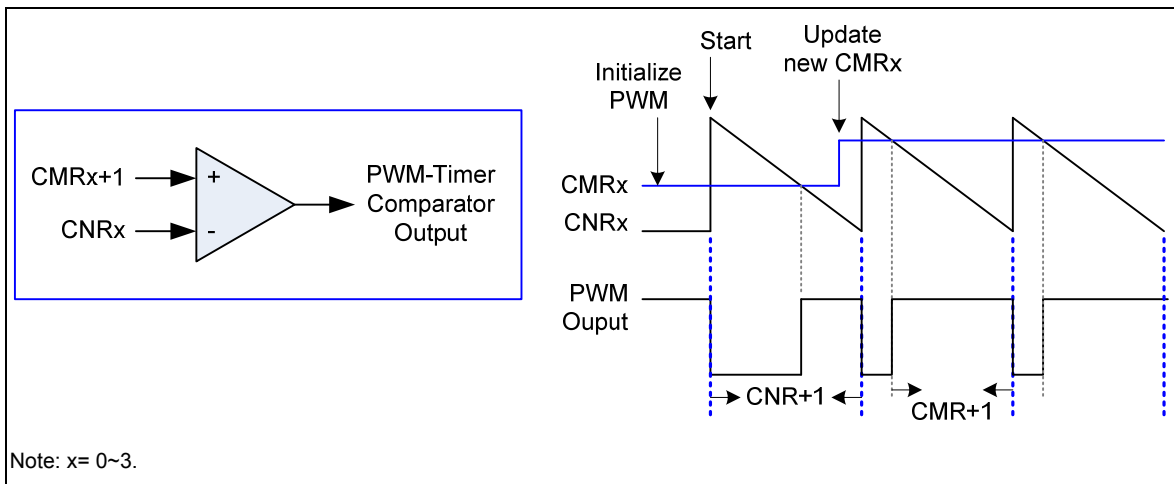 CMRx+1
CNRx
+
-
PWM-Timer
Comparator
Output
Start
Update
new CMRx
Initialize
PWM
CMRx
CNRx
PWM
Ouput
CNR+1
CMR+1
Note: x= 0~3.